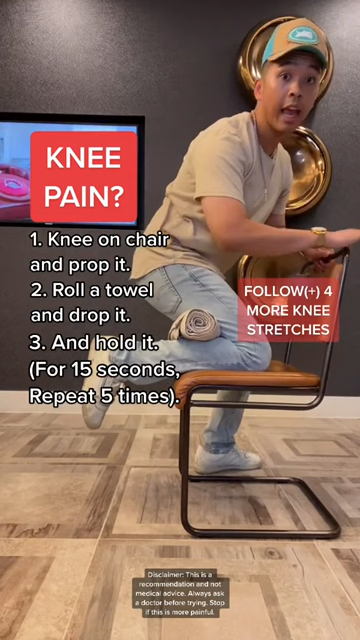 KNEE
PAIN?
1. Knee on chair
and prop it.
2. Roll a towel
and drop it.
3. And hold it.
(For 15 seconds,
Repeat 5 times).
FOLLOW(+) 4
MORE KNEE
STRETCHES
Disclaimer: This is a
recommendation and not
medical advice. Always ask
a doctor before trying. Stop
if this is more painful.